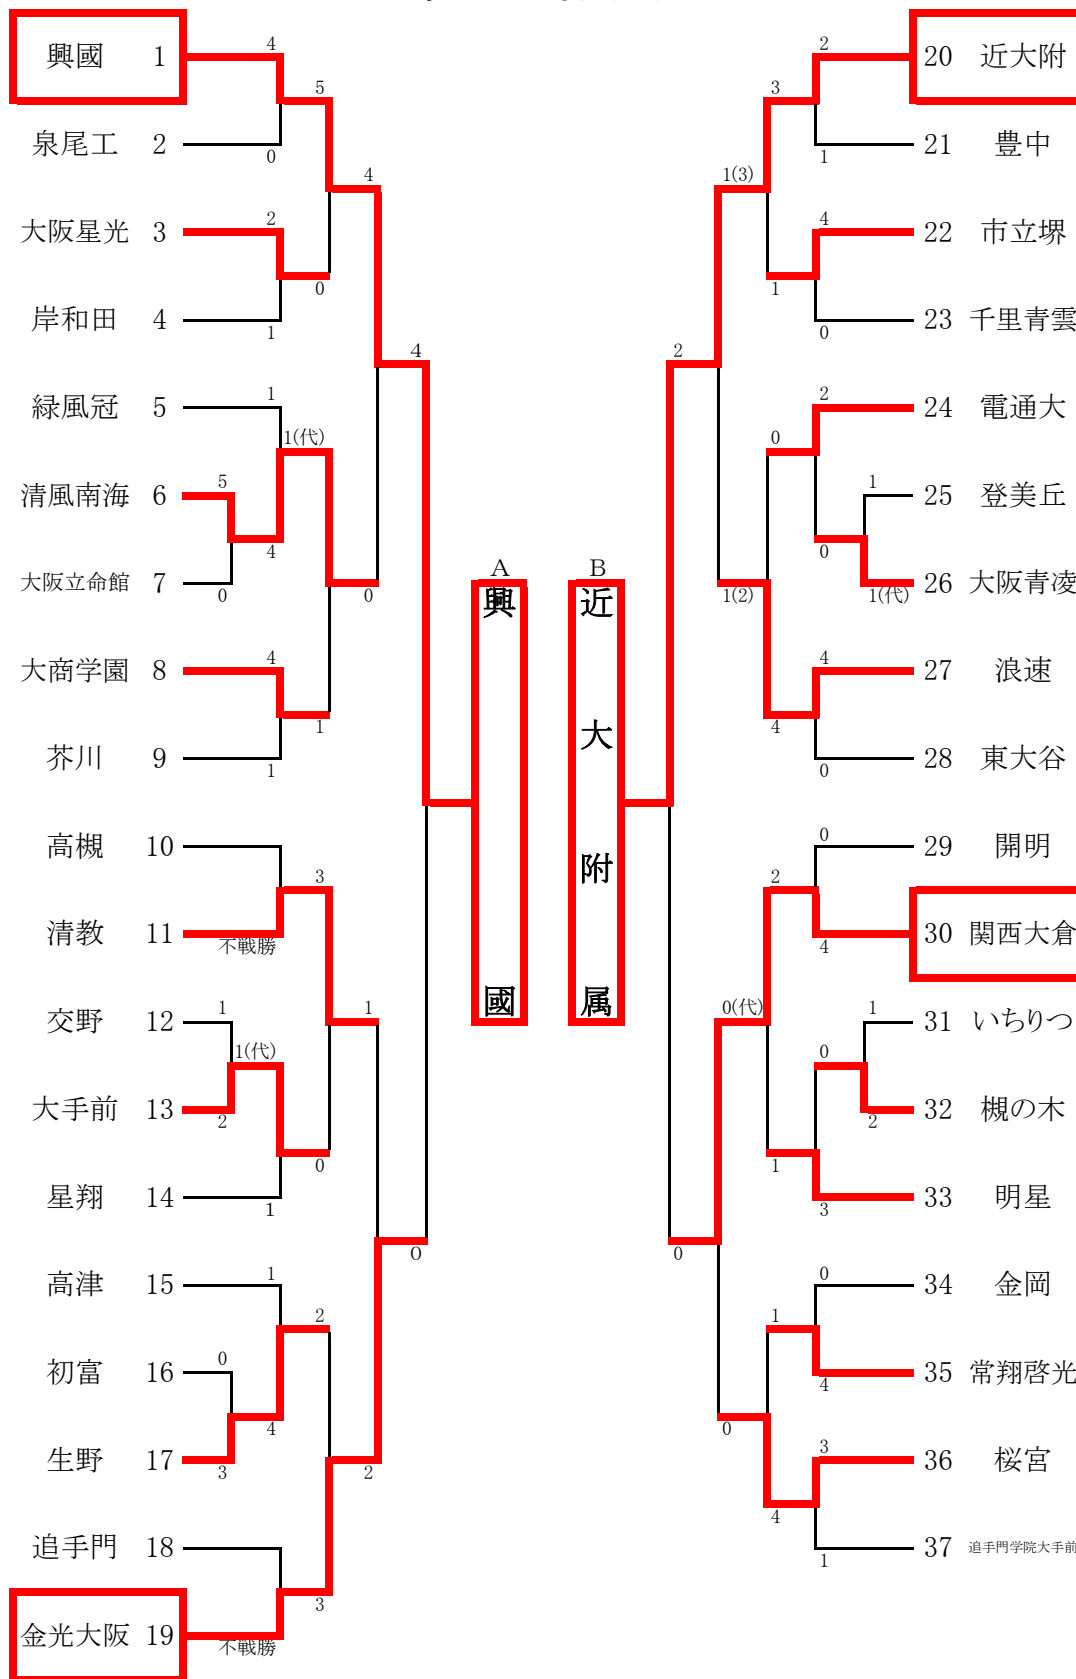 興國 1
泉尾工 2
大阪星光 3
岸和田 4
緑風冠 5
清風南海 6
大阪立命館 7
大商学園 8
芥川 9
高槻 10
清教 11
交野 12
大手前 13
星翔 14
高津 15
初富 16
生野 17
追手門 18
金光大阪 19
4
0
2
1
1
5
0
4
4
1
不戦勝
1
2
1(代)
1
1
0
3
4
不戦勝
5
0
1(代)
1
3
0
2
3
4
0
1
2
4
0
A
興國
B
近大附属
2
0
1(3)
1(2)
0(代)
0
3
1
0
4
2
1
1
4
2
1
4
0
2
1
1(代)
0
4
0
0
4
1
2
0
3
0
4
3
1
20 近大附
21 豊中
22 市立堺
23 千里青雲
24 電通大
25 登美丘
26 大阪青凌
27 浪速
28 東大谷
29 開明
30 関西大倉
31 いちりつ
32 槻の木
33 明星
34 金岡
35 常翔啓光
36 桜宮
37 追手門学院大手前